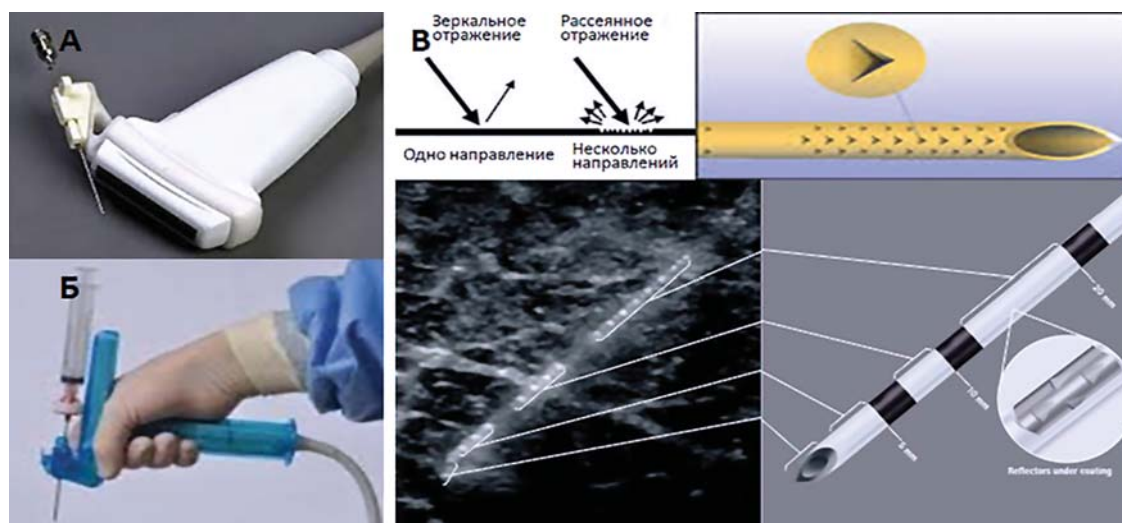 А
Б
В
Зеркальное
отражение
Рассеянное
отражение
Одно направление
Несколько
направлений
20 mm
10 mm
5 mm
Reflectors under coating